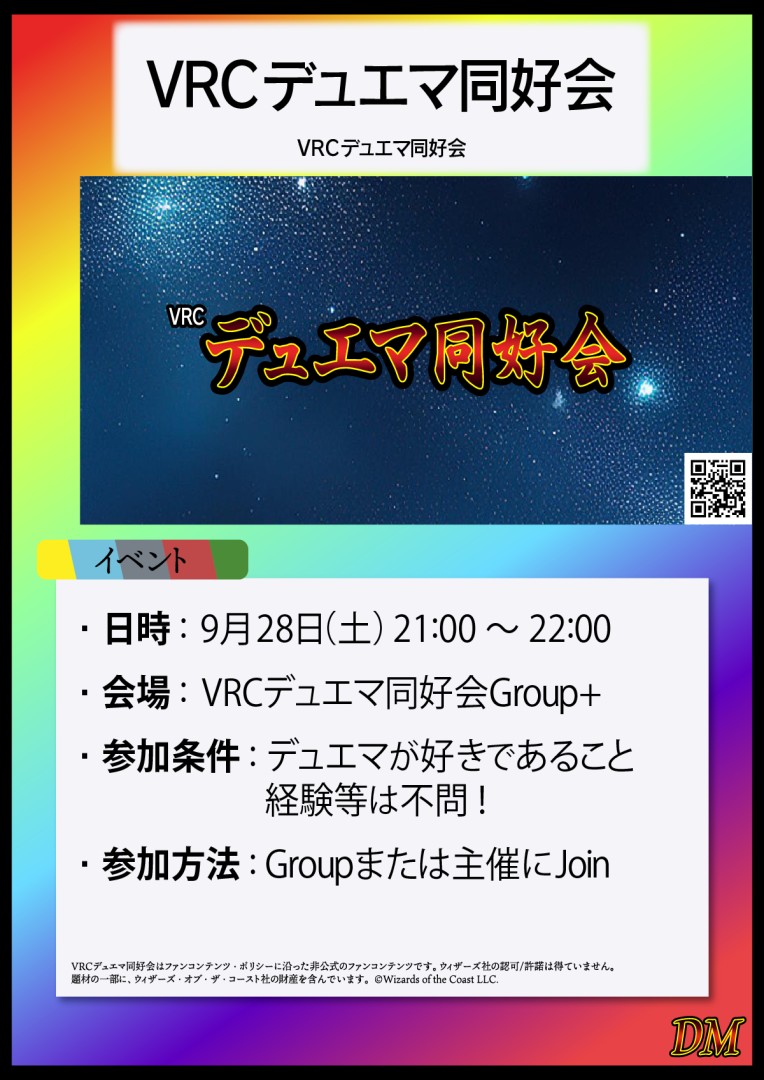 VRCデュエマ同好会
VRCデュエマ同好会
VRC
デュエマ同好会
イベント
・日時：9月28日(土) 21:00 ～ 22:00
・会場：VRCデュエマ同好会Group+
・参加条件：デュエマが好きであること
経験等は不問！
・参加方法：Groupまたは主催にJoin
VRCデュエマ同好会はファンコンテンツ・ポリシーに沿った非公式のファンコンテンツです。ウィザーズ社の認可/許諾は得ていません。
題材の一部に、ウィザーズ・オブ・ザ・コースト社の財産を含んでいます。©Wizards of the Coast LLC.
DM